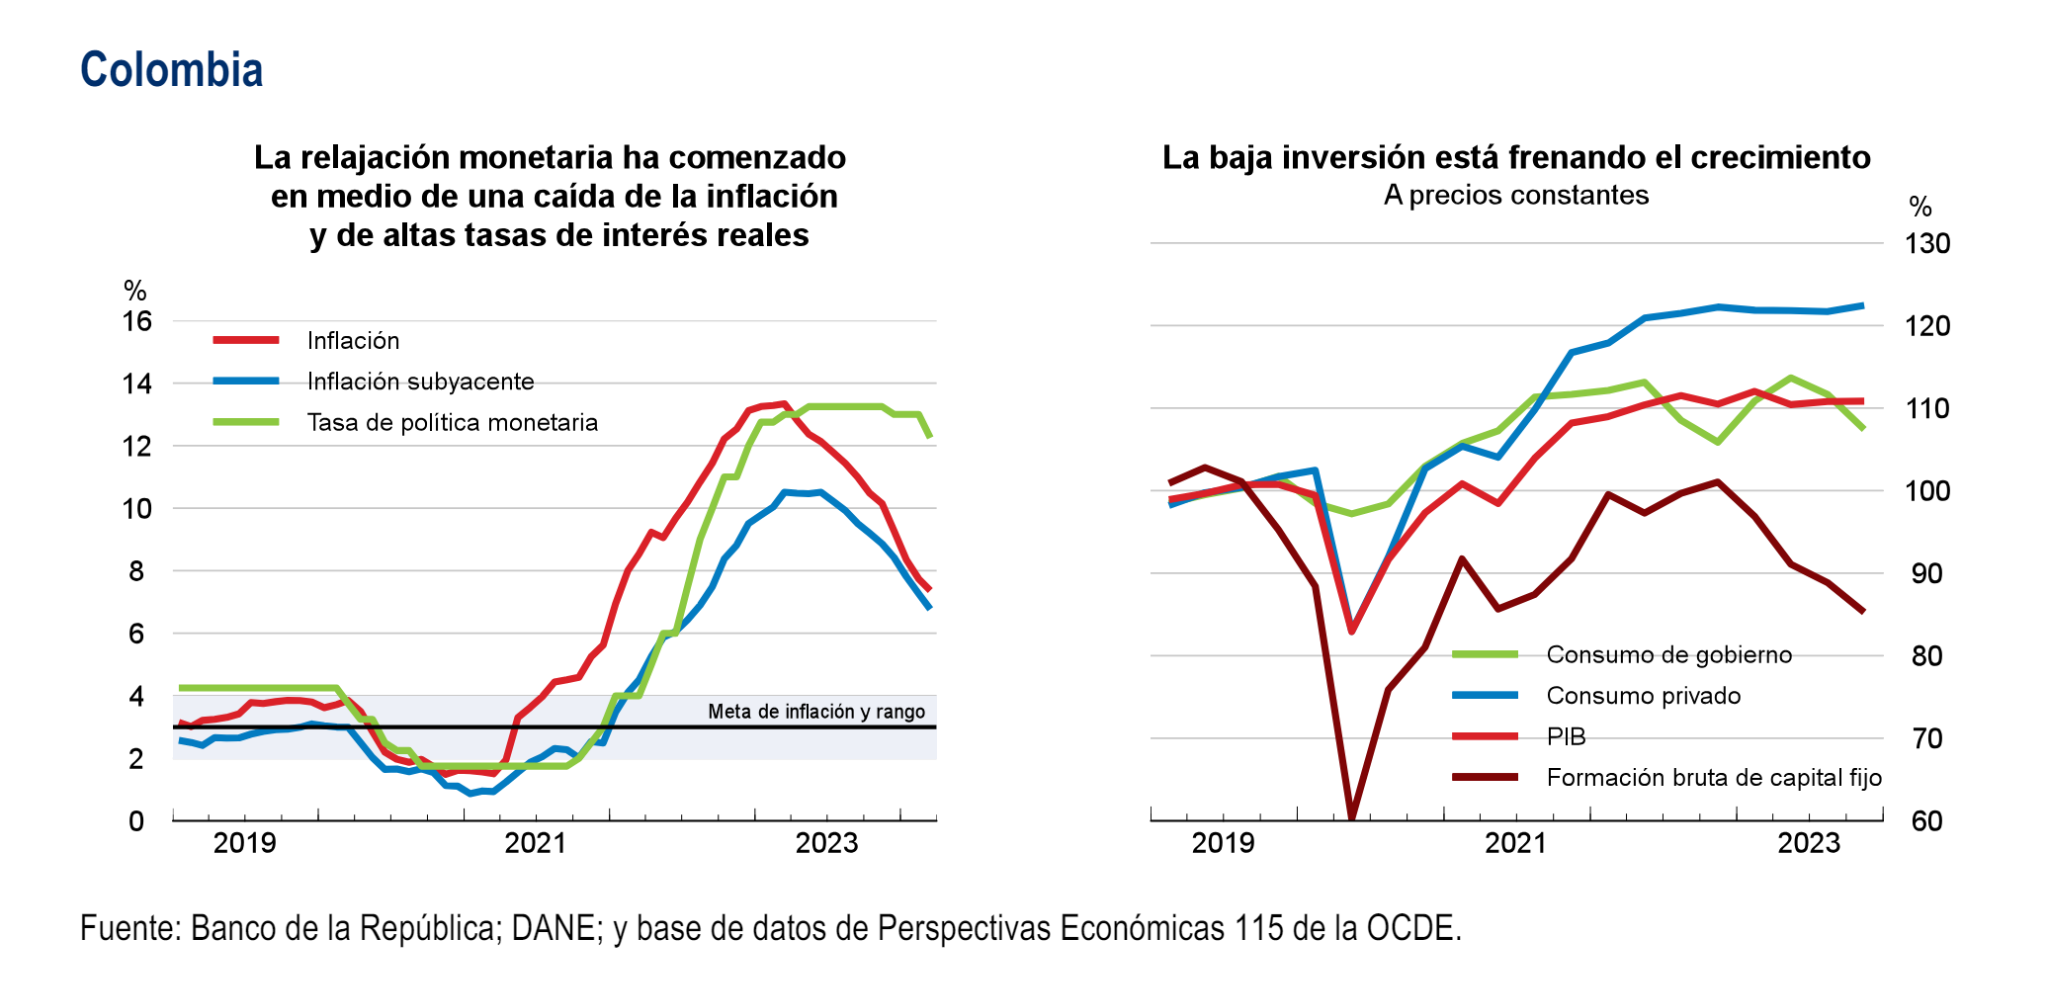 Colombia
La relajación monetaria ha comenzado
en medio de una caída de la inflación
y de altas tasas de interés reales
%
16
14
12
10
8
6
4
2
0
Inflación
Inflación subyacente
Tasa de política monetaria
Meta de inflación y rango
2019
2021
2023
La baja inversión está frenando el crecimiento
A precios constantes
%
130
120
110
100
90
80
70
60
Consumo de gobierno
Consumo privado
PIB
Formación bruta de capital fijo
2019
2021
2023
Fuente: Banco de la República; DANE; y base de datos de Perspectivas Económicas 115 de la OCDE.